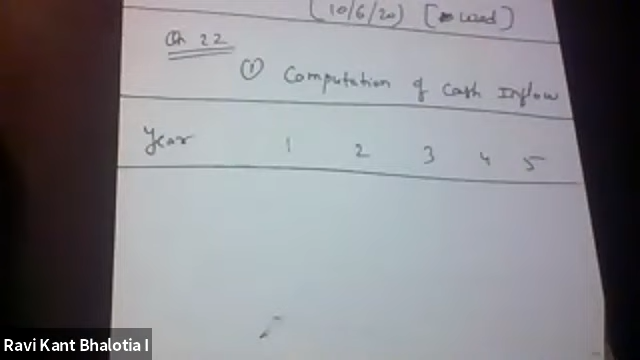 (10/6/20) [Wed)
Qn 22
① Computation of Cash Inflow
Year 1 2 3 4 5
Ravi Kant Bhalotia I